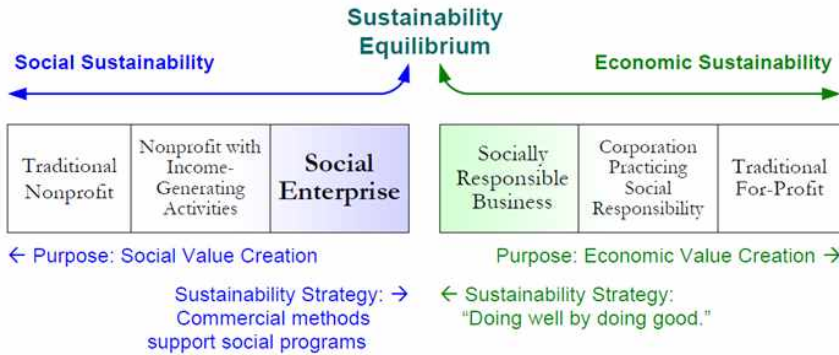 Sustainability
Equilibrium
Social Sustainability
Economic Sustainability
Traditional
Nonprofit
Nonprofit with
Income-
Generating
Activities
Social
Enterprise
Socially
Responsible
Business
Corporation
Practicing
Social
Responsibility
Traditional
For-Profit
← Purpose: Social Value Creation
Purpose: Economic Value Creation →
Sustainability Strategy: →
Commercial methods
support social programs
← Sustainability Strategy:
“Doing well by doing good.”